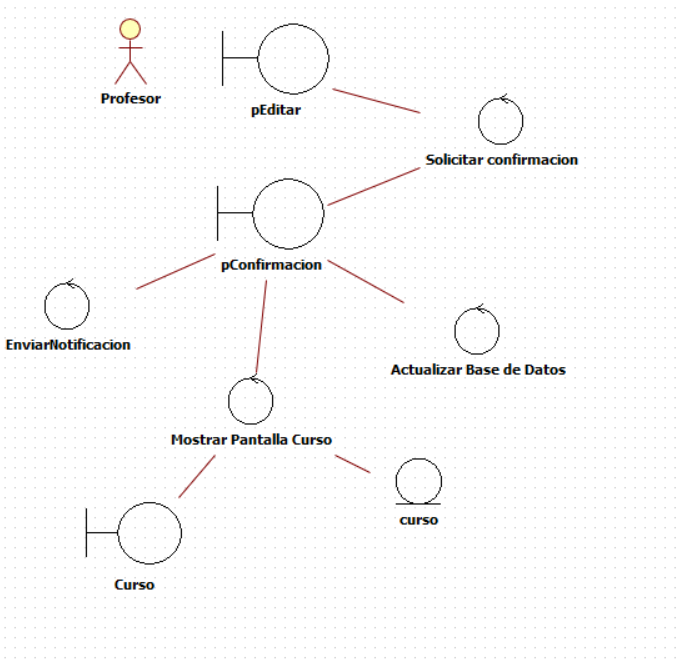 Profesor
pEditar
Solicitar confirmacion
pConfirmacion
EnviarNotificacion
Actualizar Base de Datos
Mostrar Pantalla Curso
curso
Curso